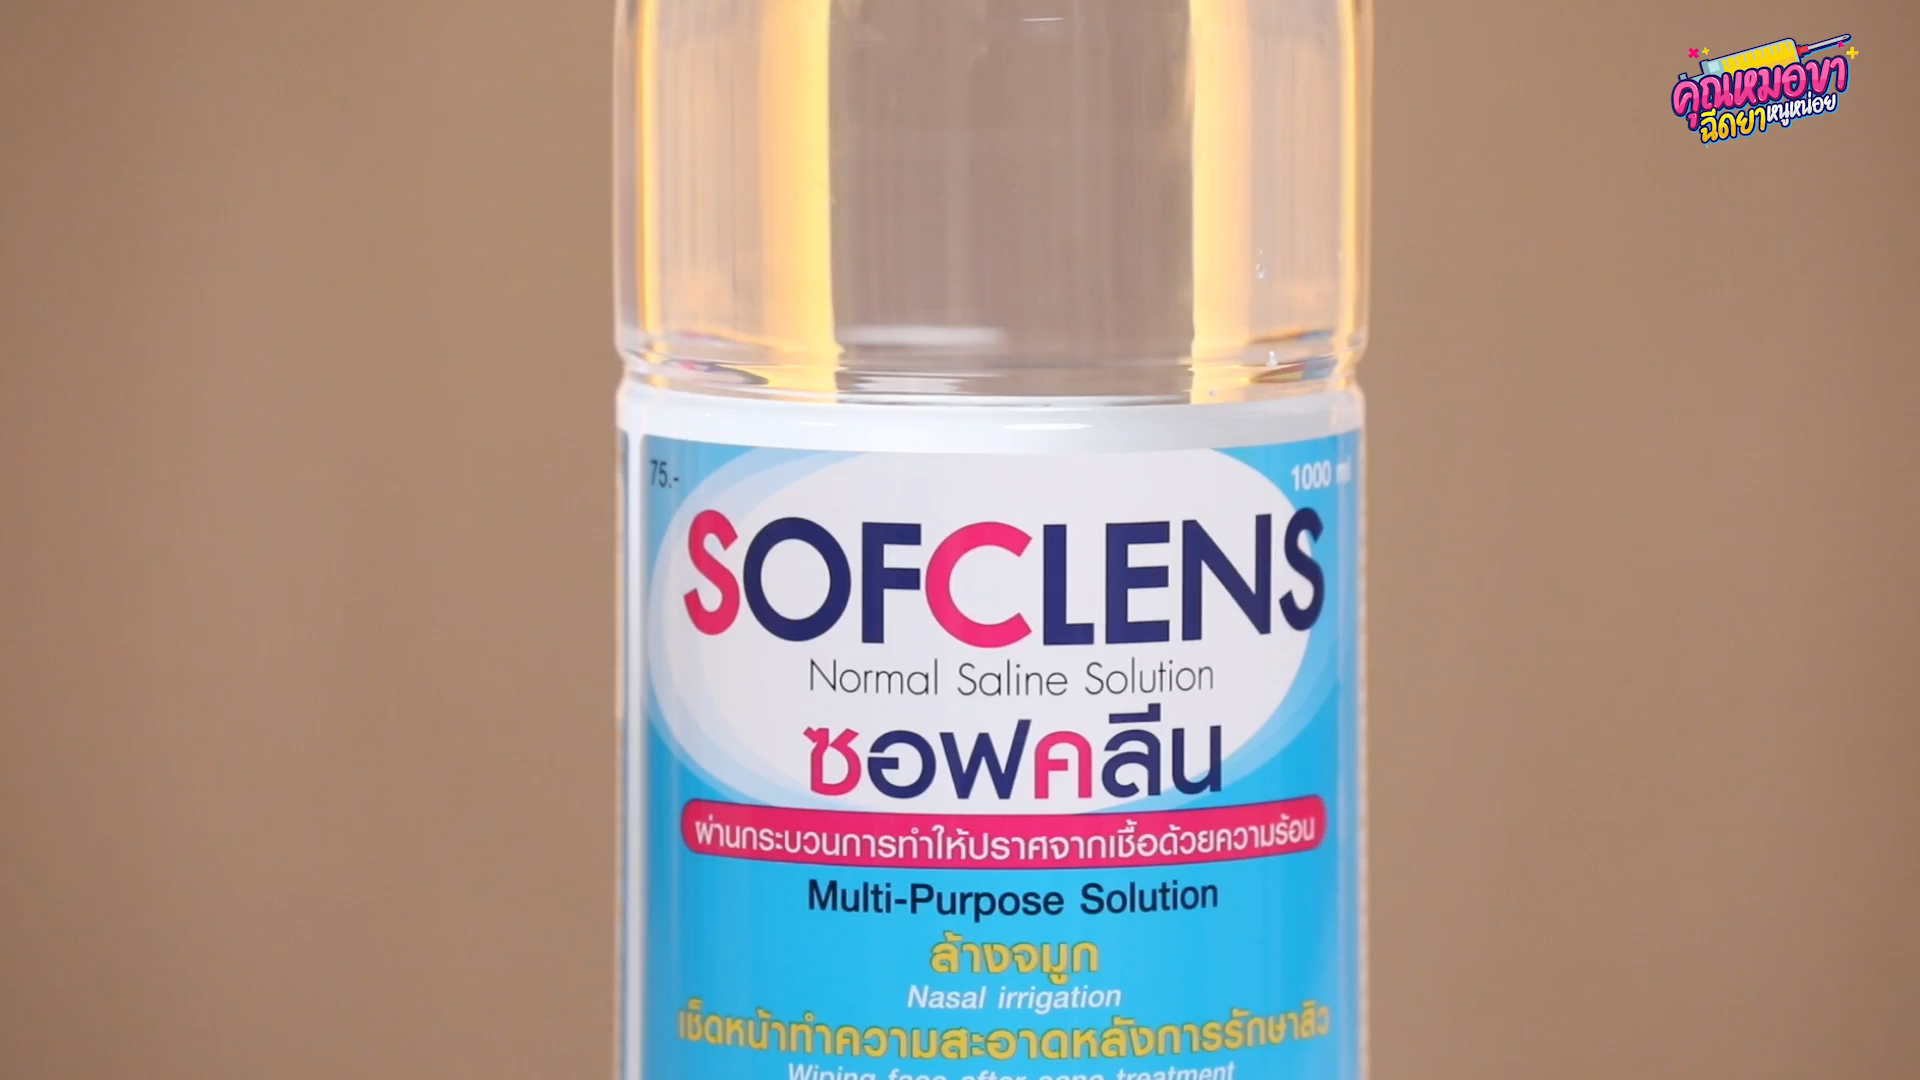 คุณหมอขา
ฉีดยาหนูหน่อย
75.-
1000 ml
SOFCLENS
Normal Saline Solution
ซอฟคลีน
ผ่านกระบวนการทำให้ปราศจากเชื้อด้วยความร้อน
Multi-Purpose Solution
ล้างจมูก
Nasal irrigation
เช็ดหน้าทำความสะอาดหลังการรักษาสิว
Wiping face after acne treatment